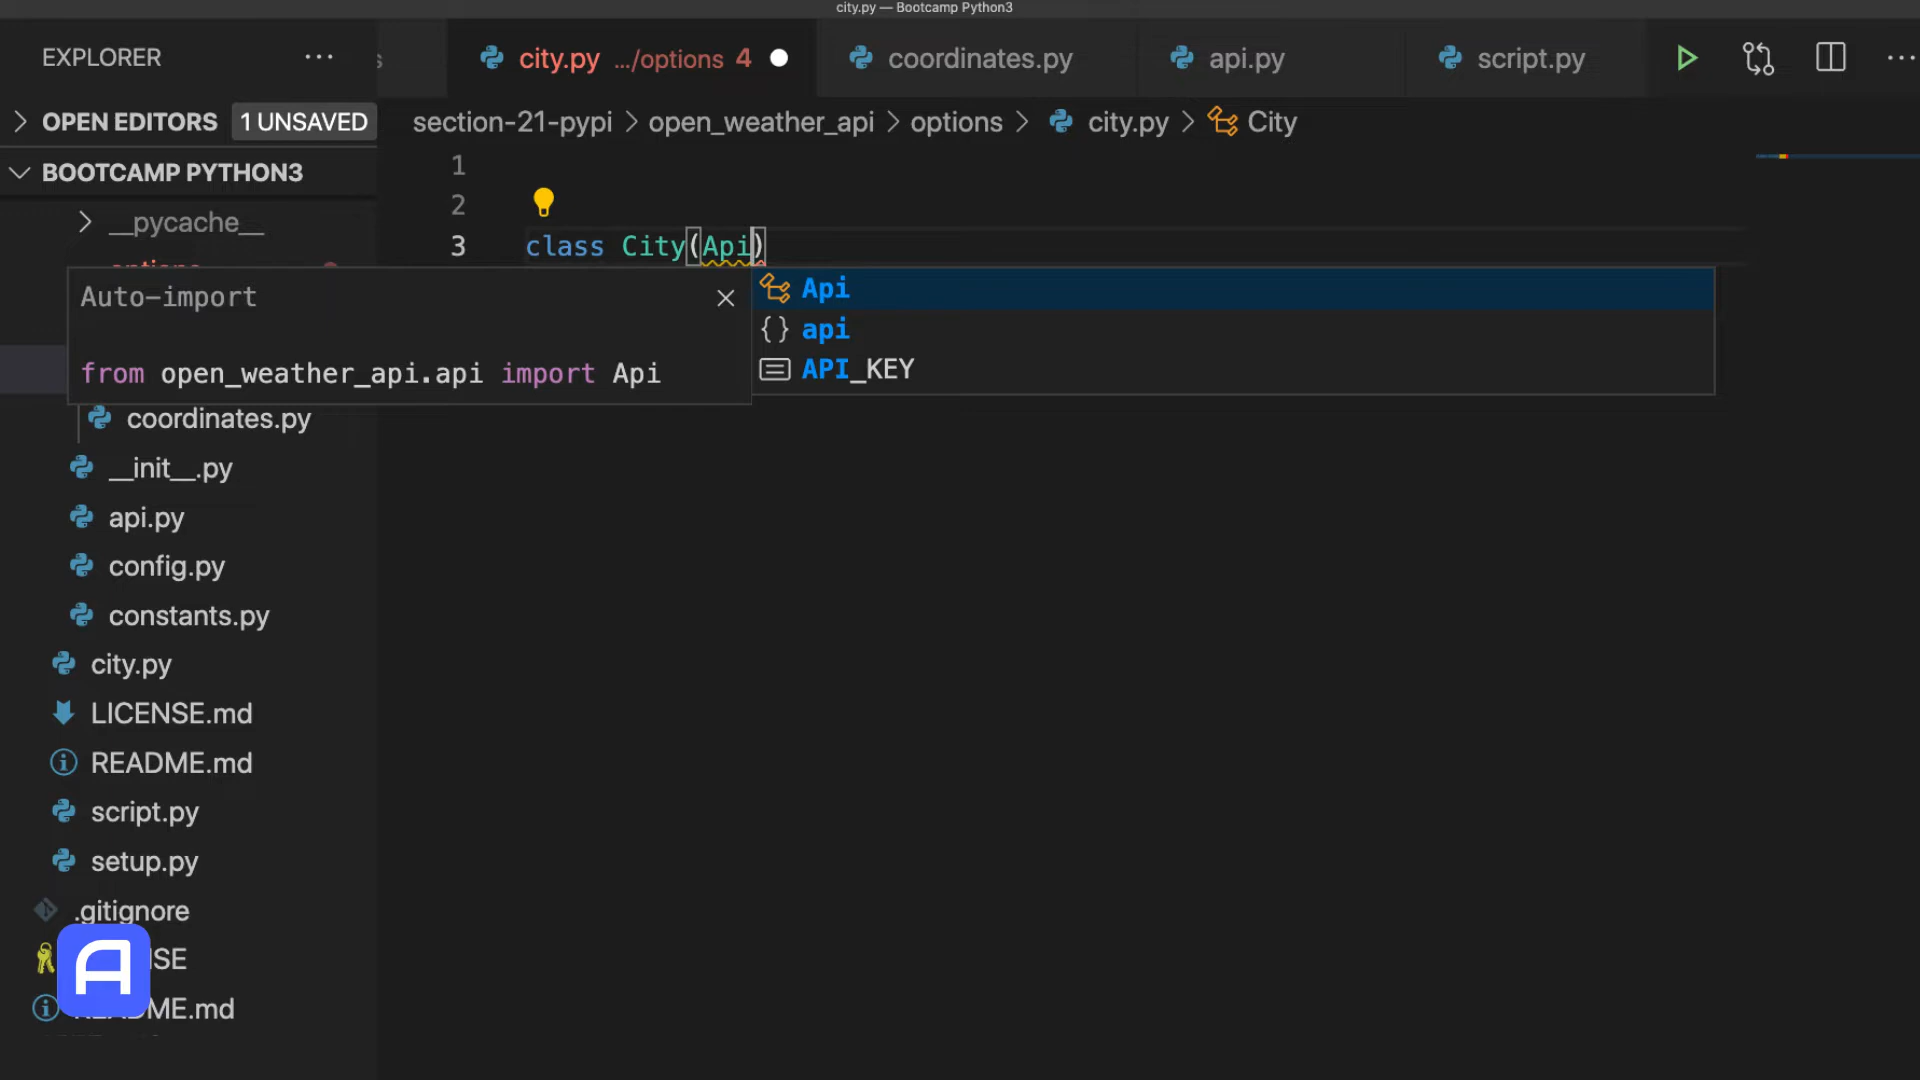 city.py — Bootcamp Python3
EXPLORER
s
city.py .../options 4
coordinates.py
api.py
script.py
OPEN EDITORS 1 UNSAVED
section-21-pypi > open_weather_api > options > city.py > City
BOOTCAMP PYTHON3
1
2
3 class City(Api)
__pycache__
options
Auto-import
from open_weather_api.api import Api
Api
{} api
API_KEY
coordinates.py
__init__.py
api.py
config.py
constants.py
city.py
LICENSE.md
README.md
script.py
setup.py
.gitignore